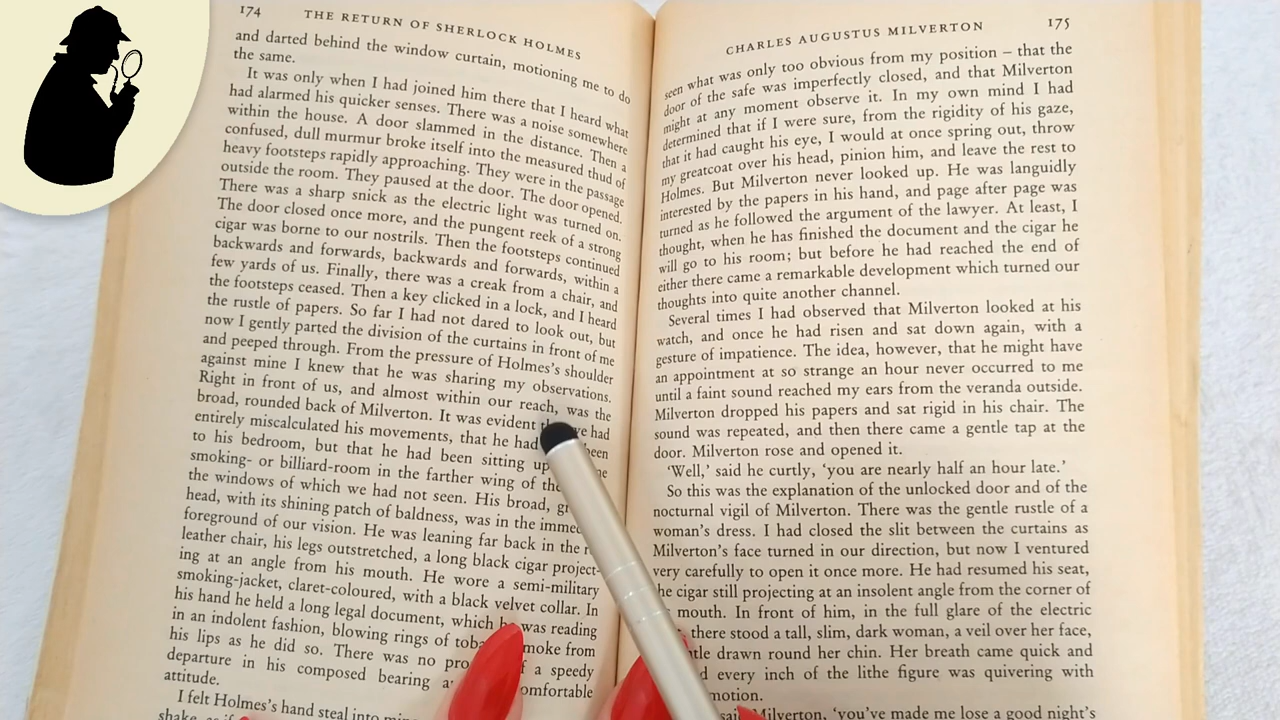 174 THE RETURN OF SHERLOCK HOLMES
and darted behind the window curtain, motioning me to do
the same.
It was only when I had joined him there that I heard what
had alarmed his quicker senses. There was a noise somewhere
within the house. A door slammed in the distance. Then a
confused, dull murmur broke itself into the measured thud of
heavy footsteps rapidly approaching. They were in the passage
outside the room. They paused at the door. The door opened.
There was a sharp snick as the electric light was turned on.
The door closed once more, and the pungent reek of a strong
cigar was borne to our nostrils. Then the footsteps continued
backwards and forwards, backwards and forwards, within a
few yards of us. Finally, there was a creak from a chair, and
the footsteps ceased. Then a key clicked in a lock, and I heard
the rustle of papers. So far I had not dared to look out, but
now I gently parted the division of the curtains in front of me
and peeped through. From the pressure of Holmes's shoulder
against mine I knew that he was sharing my observations.
Right in front of us, and almost within our reach, was the
broad, rounded back of Milverton. It was evident had
entirely miscalculated his movements, that he had been
to his bedroom, but that he had been sitting up
smoking- or billiard-room in the farther wing of the
the windows of which we had not seen. His broad,
head, with its shining patch of baldness, was in the
foreground of our vision. He was leaning far back in the
leather chair, his legs outstretched, a long black cigar project-
ing at an angle from his mouth. He wore a semi-military
smoking-jacket, claret-coloured, with a black velvet collar. In
his hand he held a long legal document, which he was reading
in an indolent fashion, blowing rings of smoke from
his lips as he did so. There was no a speedy
departure in his composed bearing
attitude.
I felt Holmes's hand steal into
CHARLES AUGUSTUS MILVERTON 175
seen what was only too obvious from my position – that the
door of the safe was imperfectly closed, and that Milverton
might at any moment observe it. In my own mind I had
determined that if I were sure, from the rigidity of his gaze,
that it had caught his eye, I would at once spring out, throw
my greatcoat over his head, pinion him, and leave the rest to
Holmes. But Milverton never looked up. He was languidly
interested by the papers in his hand, and page after page was
turned as he followed the argument of the lawyer. At least, I
thought, when he has finished the document and the cigar he
will go to his room; but before he had reached the end of
either there came a remarkable development which turned our
thoughts into quite another channel.
Several times I had observed that Milverton looked at his
watch, and once he had risen and sat down again, with a
gesture of impatience. The idea, however, that he might have
an appointment at so strange an hour never occurred to me
until a faint sound reached my ears from the veranda outside.
Milverton dropped his papers and sat rigid in his chair. The
sound was repeated, and then there came a gentle tap at the
door. Milverton rose and opened it.
'Well,' said he curtly, 'you are nearly half an hour late.'
So this was the explanation of the unlocked door and of the
nocturnal vigil of Milverton. There was the gentle rustle of a
woman's dress. I had closed the slit between the curtains as
Milverton's face turned in our direction, but now I ventured
very carefully to open it once more. He had resumed his seat,
the cigar still projecting at an insolent angle from the corner of
mouth. In front of him, in the full glare of the electric
there stood a tall, slim, dark woman, a veil over her face,
drawn round her chin. Her breath came quick and
every inch of the lithe figure was quivering with
Milverton, 'you've made me lose a good night's